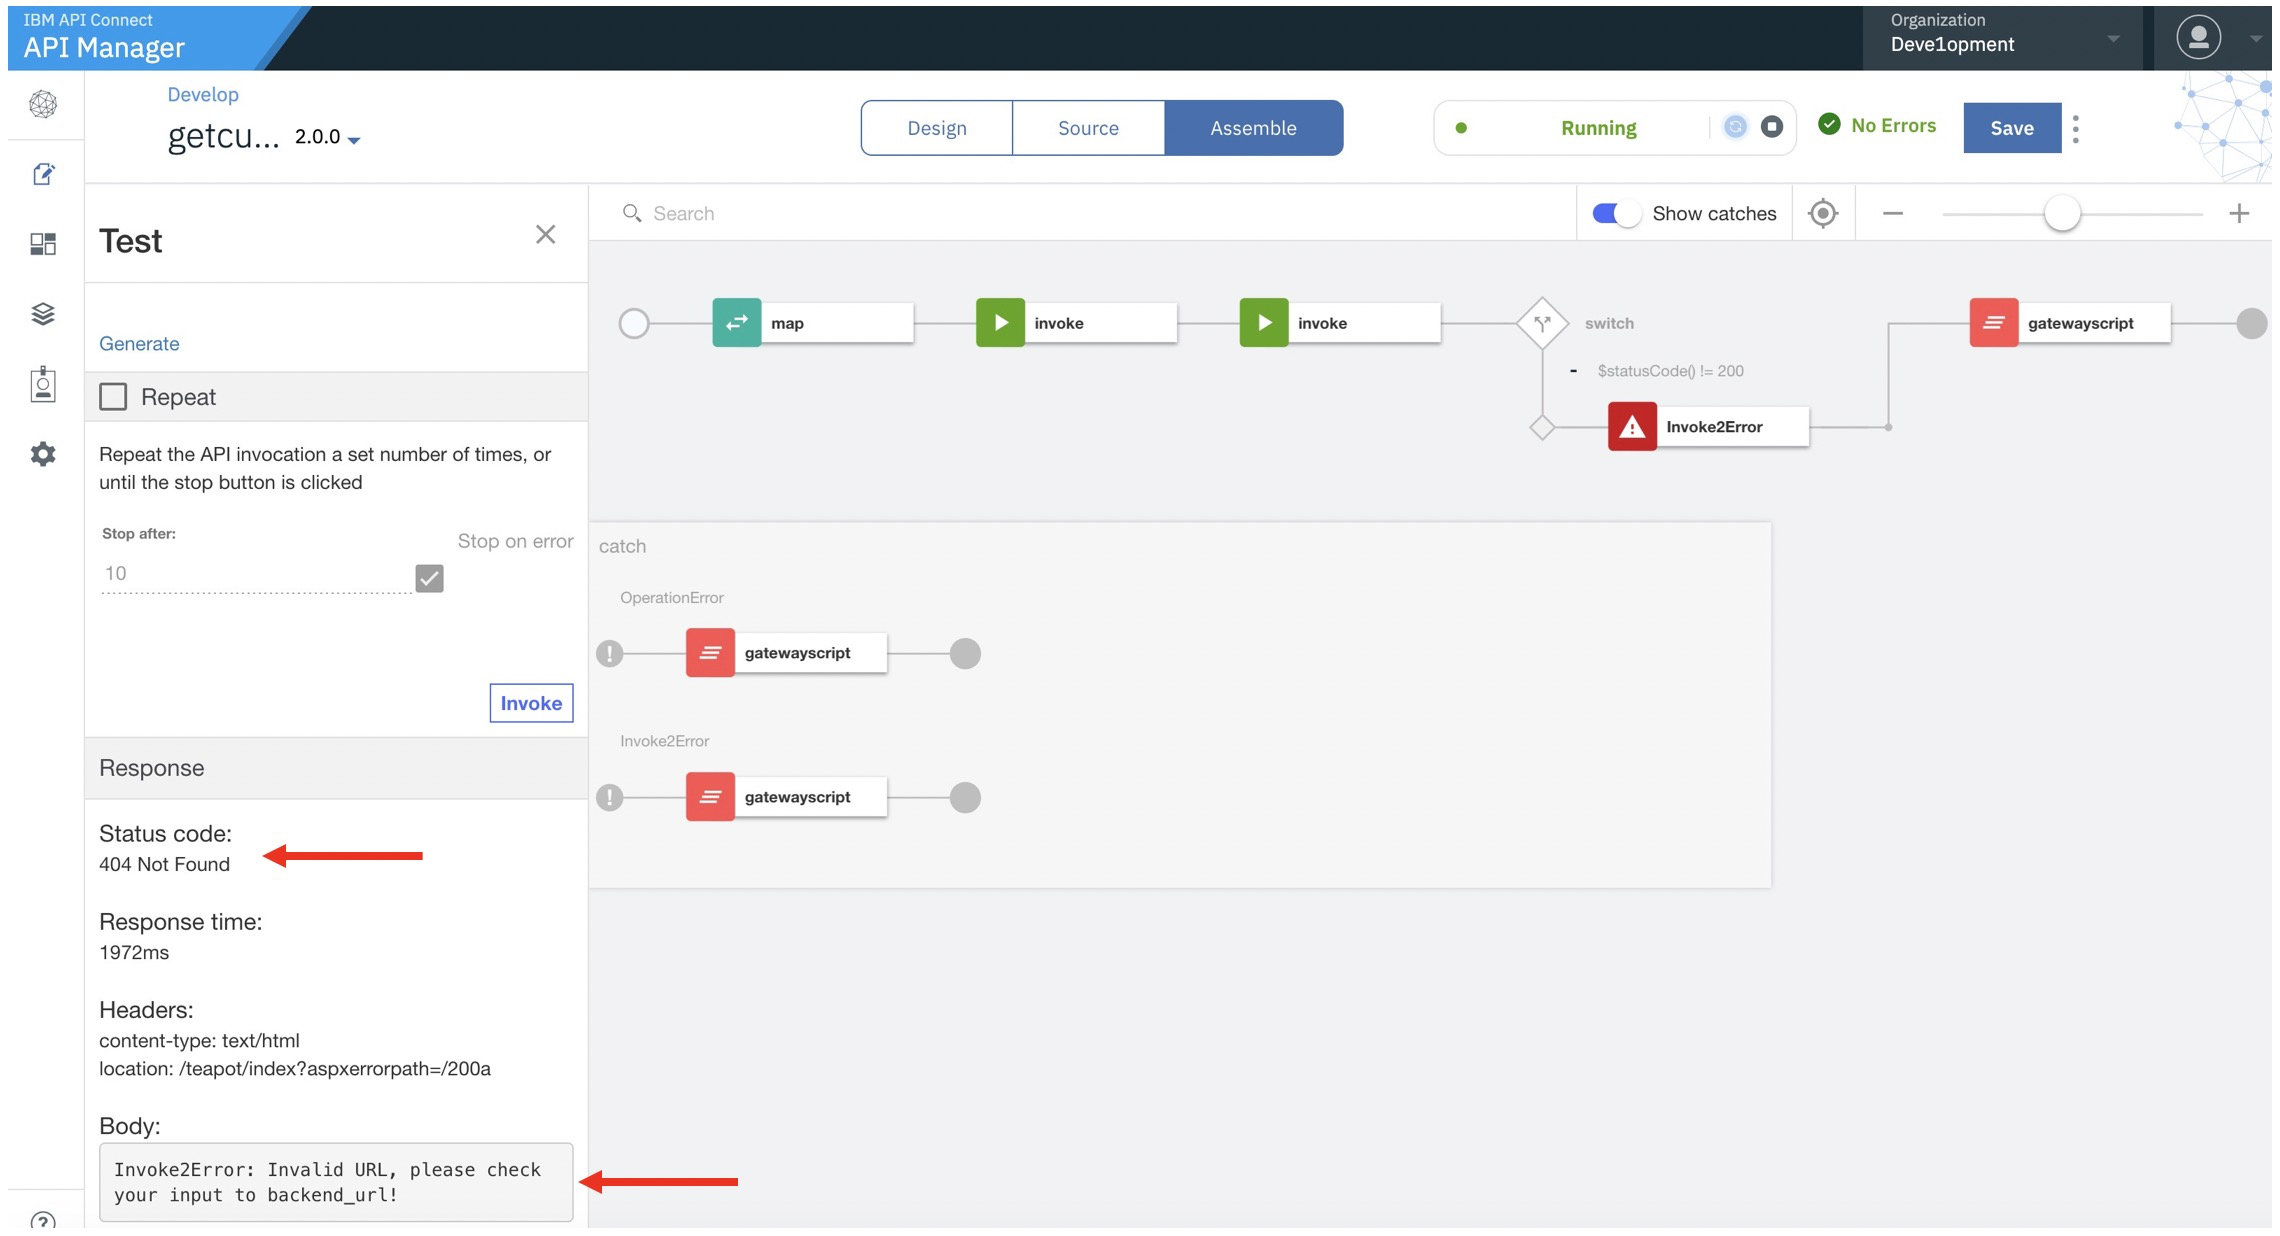 IBM API Connect
API Manager
Organization
Deve1opment
Develop
getcu... 2.0.0
Design
Source
Assemble
Running
No Errors
Save
Test
Search
Show catches
Generate
Repeat
Repeat the API invocation a set number of times, or
until the stop button is clicked
Stop after:
Stop on error
10
Invoke
Response
Status code:
404 Not Found
Response time:
1972ms
Headers:
content-type: text/html
location: /teapot/index?aspxerrorpath=/200a
Body:
Invoke2Error: Invalid URL, please check
your input to backend_url!
map
invoke
invoke
switch
gatewayscript
- $statusCode() != 200
Invoke2Error
catch
OperationError
gatewayscript
Invoke2Error
gatewayscript